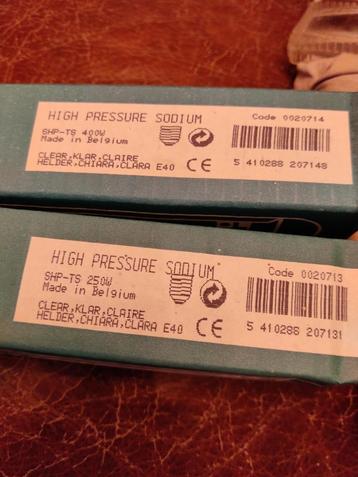 HIGH PRESSURE SODIUM
Code 0020714
SHP-TS 400W
Made in Belgium
CLEAR,KLAR,CLAIRE
HELDER,CHIARA,CLARA E40
CE
5 410288 207148
HIGH PRESSURE SODIUM
Code 0020713
SHP-TS 250W
Made in Belgium
CLEAR,KLAR,CLAIRE
HELDER,CHIARA,CLARA E40
CE
5 410288 207131